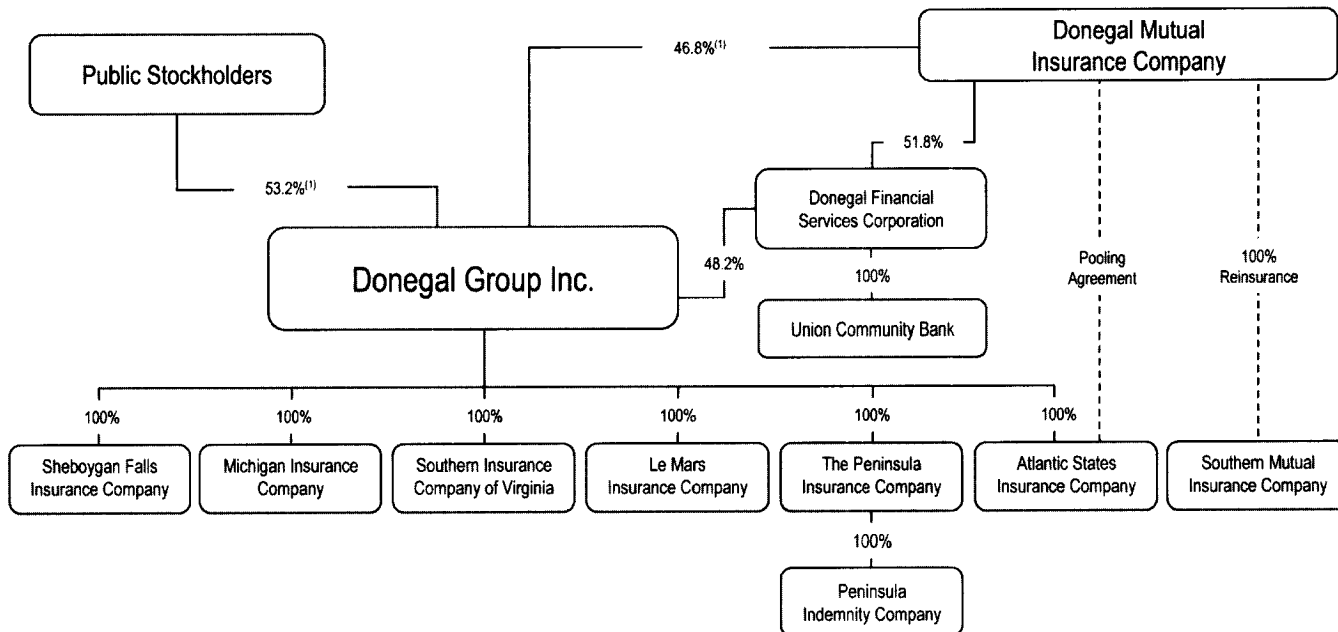 Public Stockholders
46.8%(1)
Donegal Mutual
Insurance Company
53.2%(1)
51.8%
Donegal Financial
Services Corporation
Donegal Group Inc.
48.2%
100%
Union Community Bank
Pooling
Agreement
100%
Reinsurance
100%
100%
100%
100%
100%
100%
Sheboygan Falls
Insurance Company
Michigan Insurance
Company
Southern Insurance
Company of Virginia
Le Mars
Insurance Company
The Peninsula
Insurance Company
Atlantic States
Insurance Company
Southern Mutual
Insurance Company
100%
Peninsula
Indemnity Company